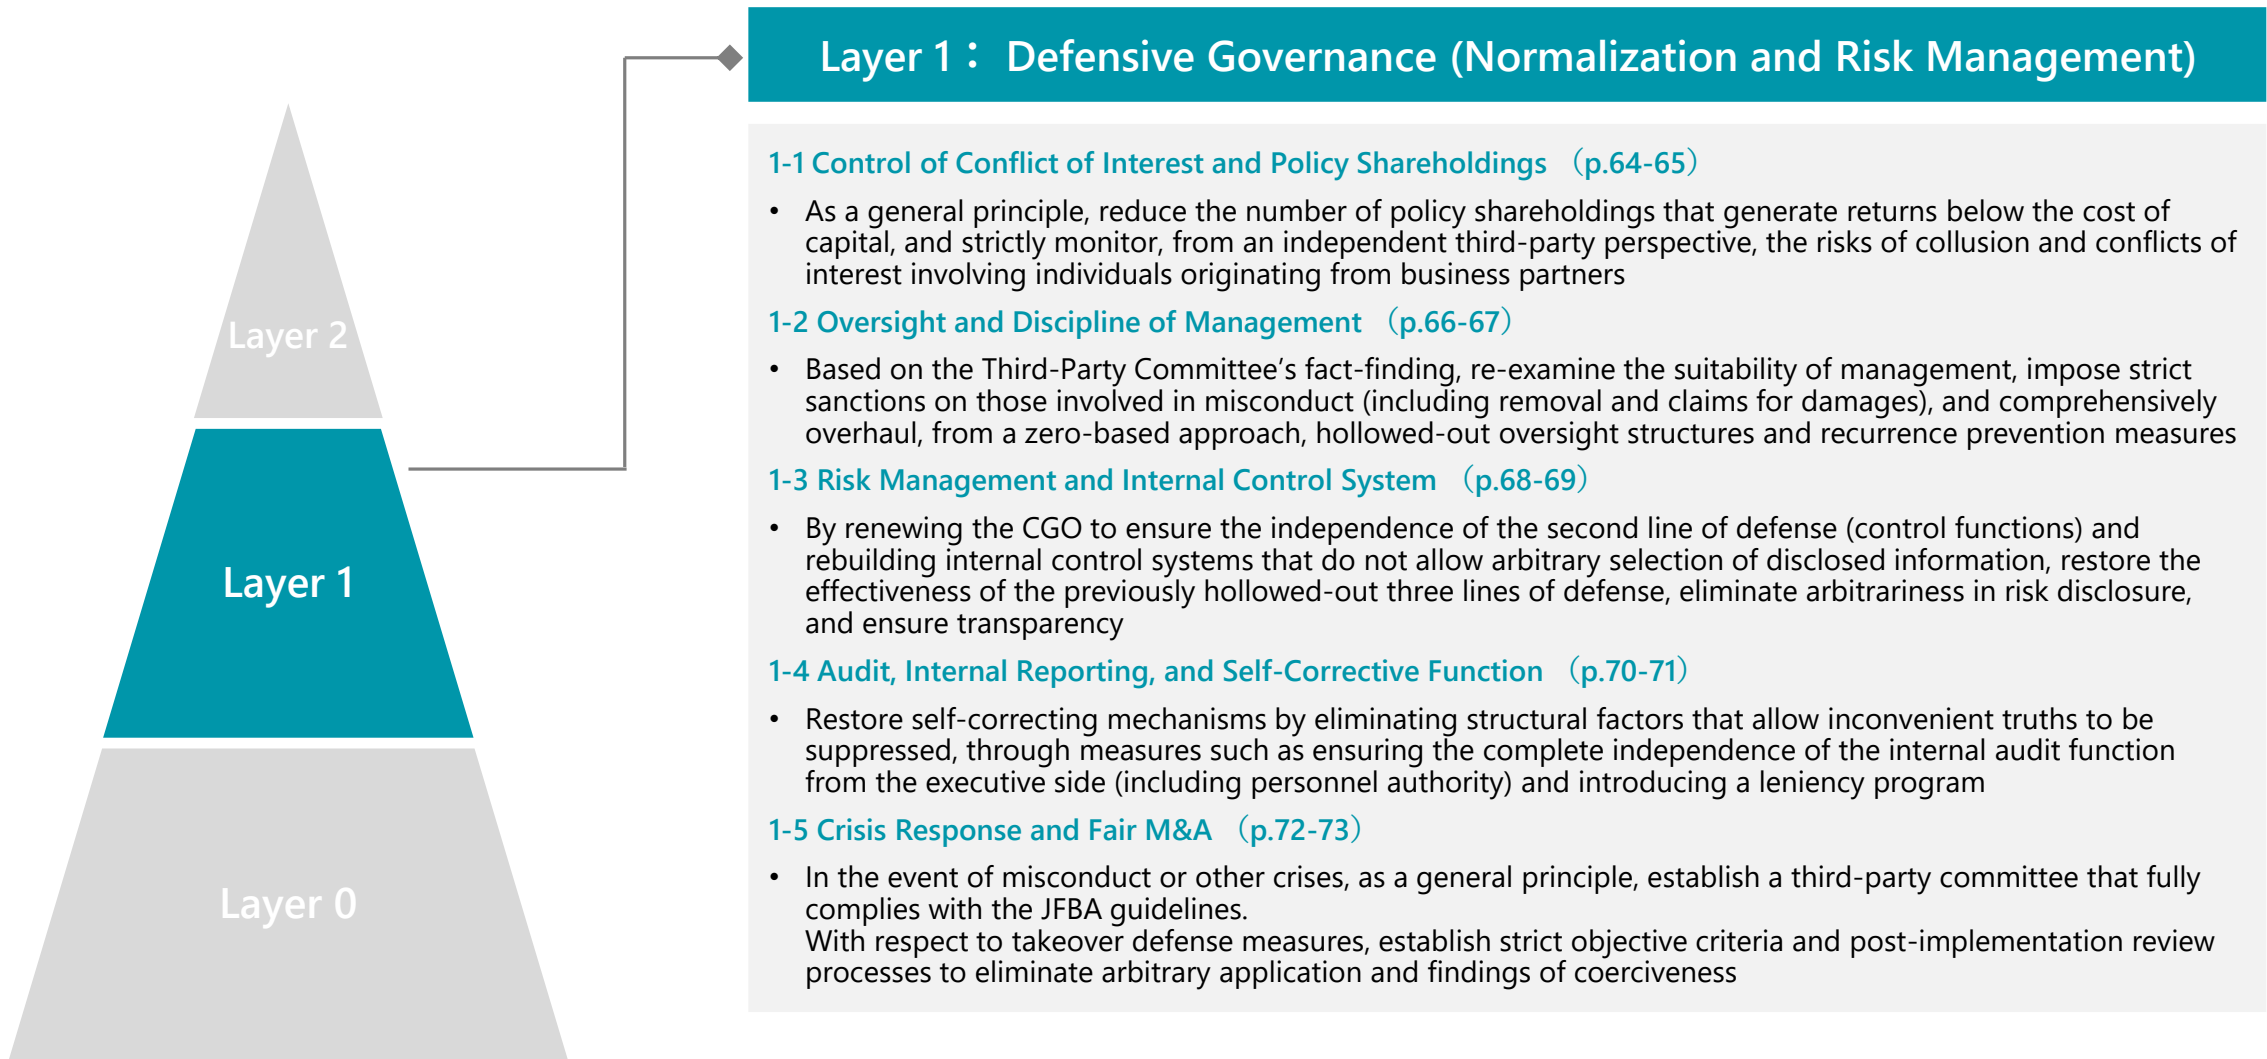 Layer 1： Defensive Governance (Normalization and Risk Management)
1-1 Control of Conflict of Interest and Policy Shareholdings （p.64-65）
• As a general principle, reduce the number of policy shareholdings that generate returns below the cost of
capital, and strictly monitor, from an independent third-party perspective, the risks of collusion and conflicts of
interest involving individuals originating from business partners
1-2 Oversight and Discipline of Management （p.66-67）
• Based on the Third-Party Committee’s fact-finding, re-examine the suitability of management, impose strict
sanctions on those involved in misconduct (including removal and claims for damages), and comprehensively
overhaul, from a zero-based approach, hollowed-out oversight structures and recurrence prevention measures
1-3 Risk Management and Internal Control System （p.68-69）
• By renewing the CGO to ensure the independence of the second line of defense (control functions) and
rebuilding internal control systems that do not allow arbitrary selection of disclosed information, restore the
effectiveness of the previously hollowed-out three lines of defense, eliminate arbitrariness in risk disclosure,
and ensure transparency
1-4 Audit, Internal Reporting, and Self-Corrective Function （p.70-71）
• Restore self-correcting mechanisms by eliminating structural factors that allow inconvenient truths to be
suppressed, through measures such as ensuring the complete independence of the internal audit function
from the executive side (including personnel authority) and introducing a leniency program
1-5 Crisis Response and Fair M&A （p.72-73）
• In the event of misconduct or other crises, as a general principle, establish a third-party committee that fully
complies with the JFBA guidelines.
With respect to takeover defense measures, establish strict objective criteria and post-implementation review
processes to eliminate arbitrary application and findings of coerciveness
Layer 2
Layer 1
Layer 0